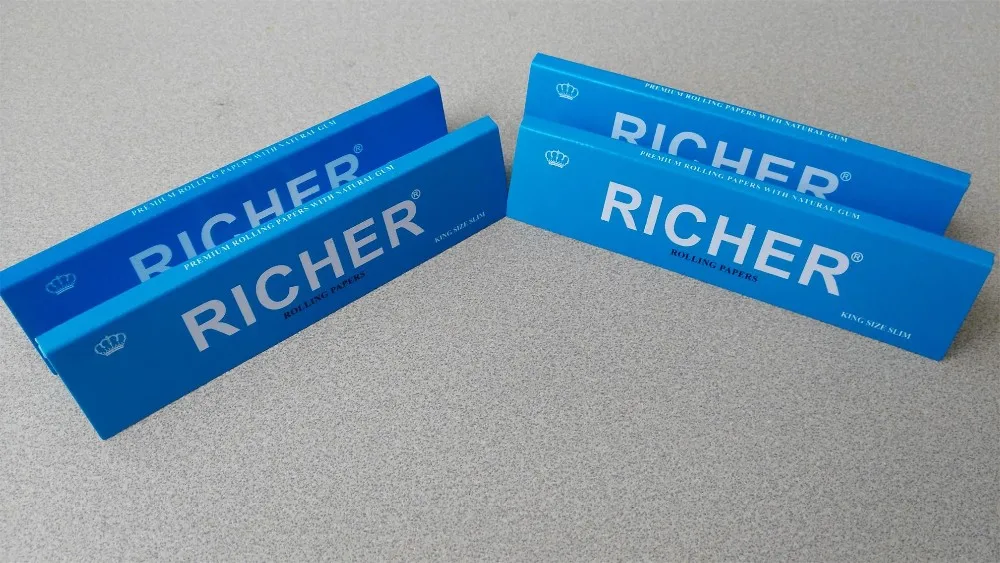 PREMIUM ROLLING PAPERS WITH NATURAL GUM
RICHER®
PREMIUM ROLLING PAPERS WITH NATURAL GUM
RICHER®
ROLLING PAPERS
KING SIZE SLIM
PREMIUM ROLLING PAPERS WITH NATURAL GUM
RICHER®
PREMIUM ROLLING PAPERS WITH NATURAL GUM
RICHER®
ROLLING PAPERS
KING SIZE SLIM